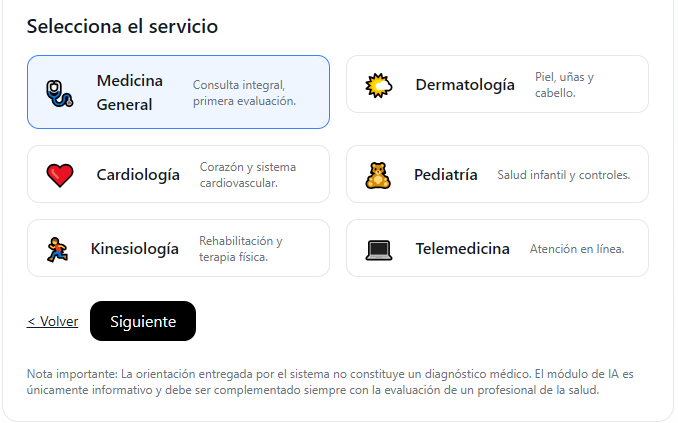 Selecciona el servicio
Medicina
General
Consulta integral,
primera evaluación.
Dermatología
Piel, uñas y
cabello.
Cardiología
Corazón y sistema
cardiovascular.
Pediatría
Salud infantil y controles.
Kinesiología
Rehabilitación y
terapia física.
Telemedicina
Atención en línea.
< Volver
Siguiente
Nota importante: La orientación entregada por el sistema no constituye un diagnóstico médico. El módulo de IA es
únicamente informativo y debe ser complementado siempre con la evaluación de un profesional de la salud.